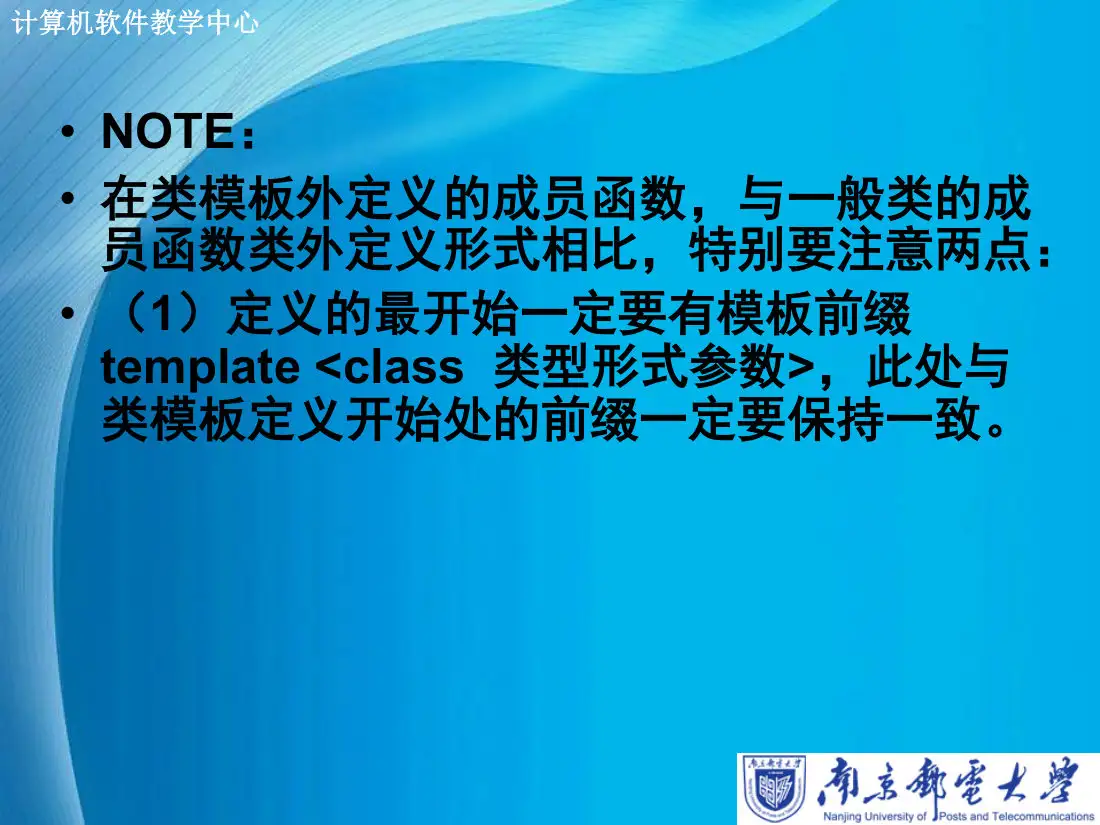 计算机软件教学中心
• NOTE：
• 在类模板外定义的成员函数，与一般类的成
员函数类外定义形式相比，特别要注意两点：
• （1）定义的最开始一定要有模板前缀
template <class  类型形式参数>，此处与
类模板定义开始处的前缀一定要保持一致。
南京郵電大學
Nanjing University of Posts and Telecommunications